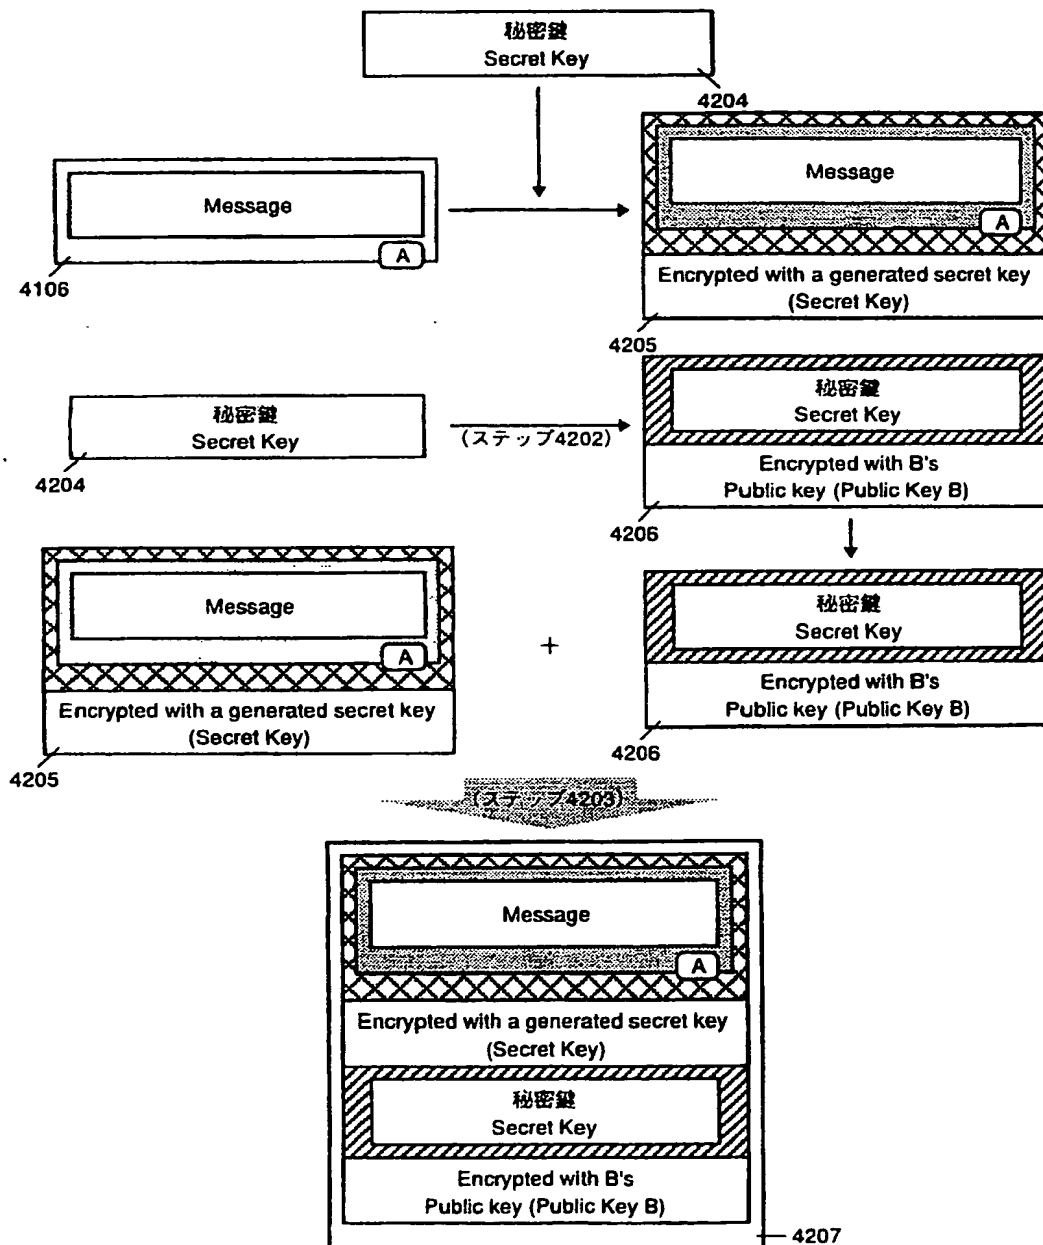 秘密鍵
Secret Key
4204
Message
A
4106
Message
A
Encrypted with a generated secret key
(Secret Key)
4205
秘密鍵
Secret Key
4204
(ステップ4202)
秘密鍵
Secret Key
Encrypted with B's
Public key (Public Key B)
4206
Message
A
Encrypted with a generated secret key
(Secret Key)
4205
+
秘密鍵
Secret Key
Encrypted with B's
Public key (Public Key B)
4206
(ステップ4203)
Message
A
Encrypted with a generated secret key
(Secret Key)
秘密鍵
Secret Key
Encrypted with B's
Public key (Public Key B)
4207